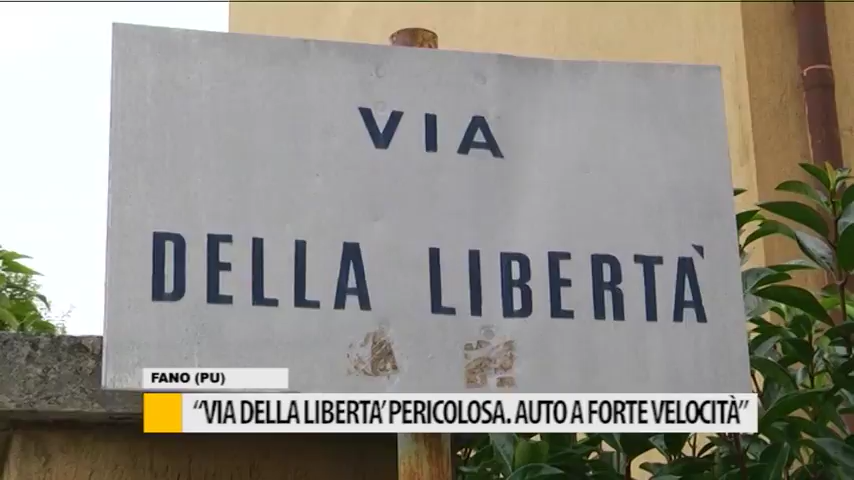 VIA
DELLA LIBERTÀ
FANO (PU)
“VIA DELLA LIBERTA’ PERICOLOSA. AUTO A FORTE VELOCITÀ”